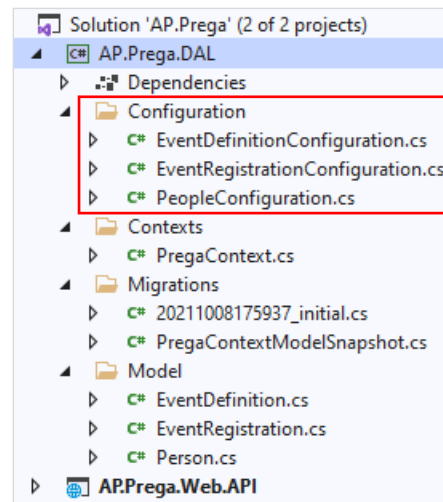 Solution 'AP.Prega' (2 of 2 projects)
C# AP.Prega.DAL
Dependencies
Configuration
C# EventDefinitionConfiguration.cs
C# EventRegistrationConfiguration.cs
C# PeopleConfiguration.cs
Contexts
C# PregaContext.cs
Migrations
C# 20211008175937_initial.cs
C# PregaContextModelSnapshot.cs
Model
C# EventDefinition.cs
C# EventRegistration.cs
C# Person.cs
AP.Prega.Web.API